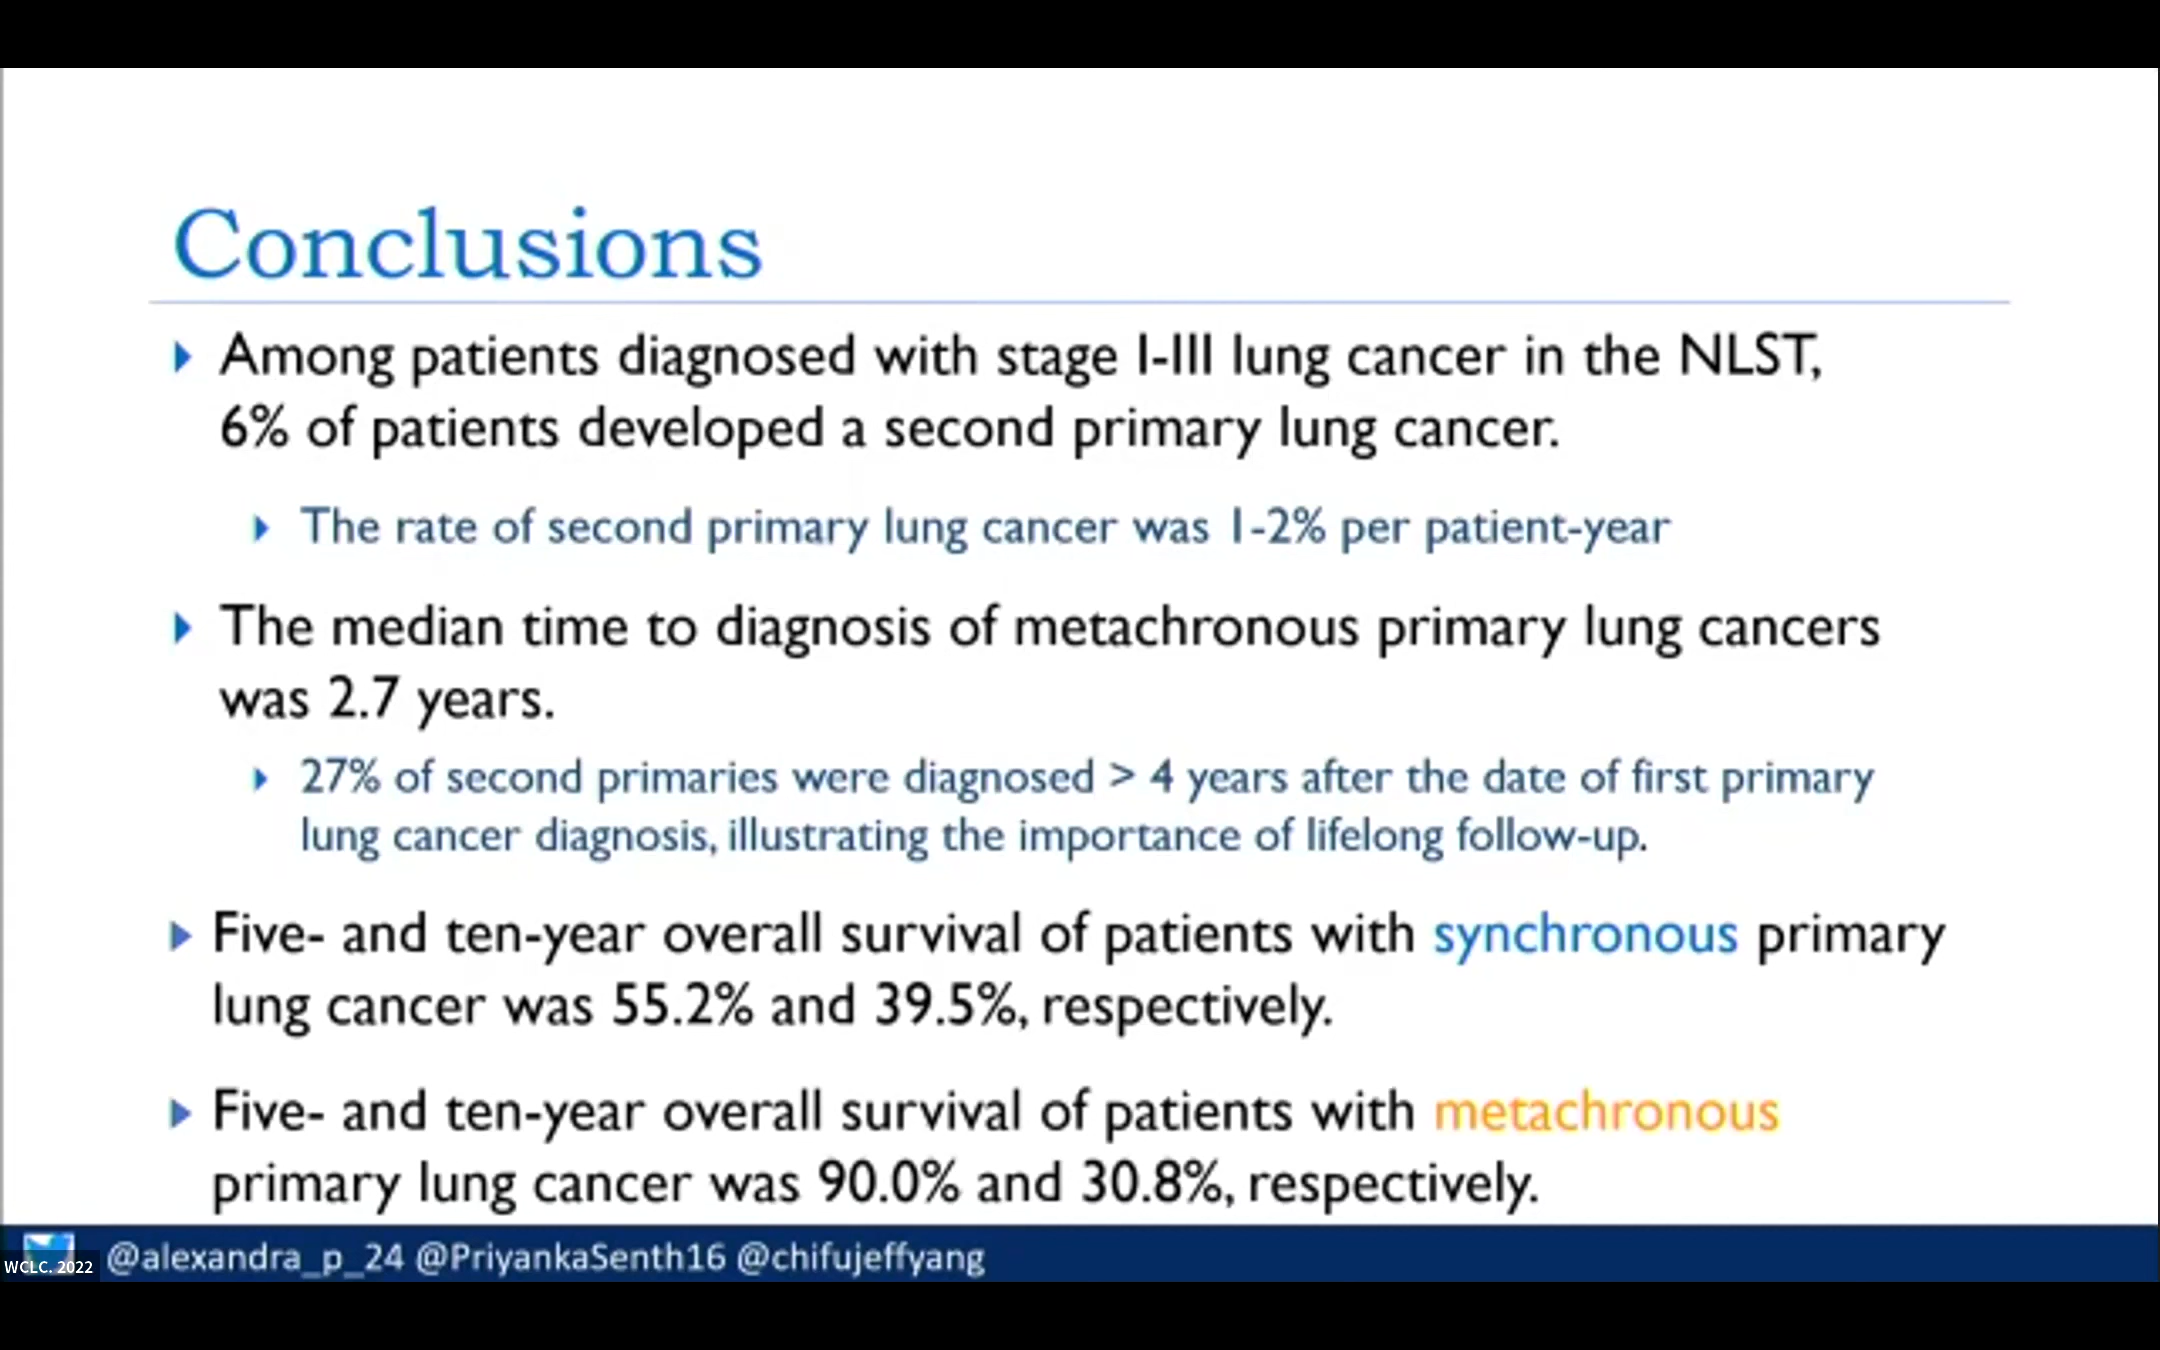 Conclusions
Among patients diagnosed with stage I-III lung cancer in the NLST,
6% of patients developed a second primary lung cancer.
The rate of second primary lung cancer was 1-2% per patient-year
The median time to diagnosis of metachronous primary lung cancers
was 2.7 years.
27% of second primaries were diagnosed > 4 years after the date of first primary
lung cancer diagnosis, illustrating the importance of lifelong follow-up.
Five- and ten-year overall survival of patients with synchronous primary
lung cancer was 55.2% and 39.5%, respectively.
Five- and ten-year overall survival of patients with metachronous
primary lung cancer was 90.0% and 30.8%, respectively.
@alexandra_p_24 @PriyankaSenth16 @chifujeffyang
WCLC. 2022